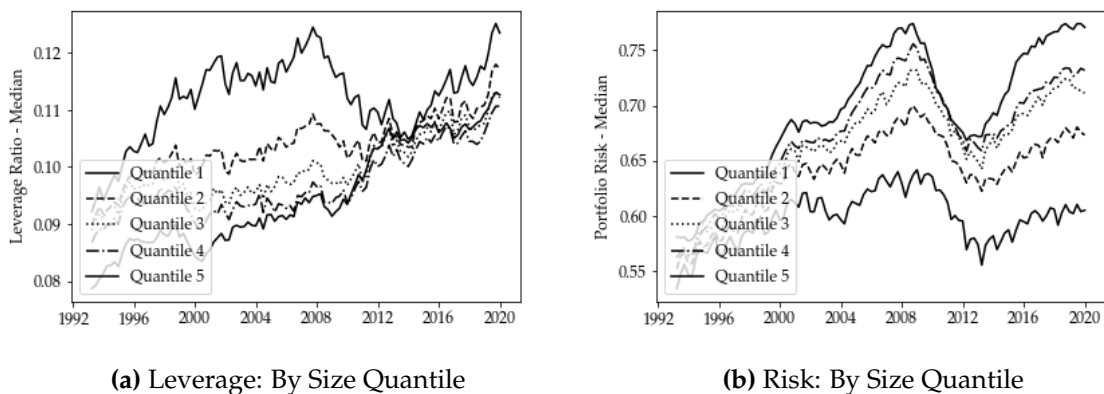 Leverage Ratio - Median
0.12
0.11
0.10
0.09
0.08
Quantile 1
Quantile 2
Quantile 3
Quantile 4
Quantile 5
1992 1996 2000 2004 2008 2012 2016 2020
(a) Leverage: By Size Quantile
Portfolio Risk - Median
0.75
0.70
0.65
0.60
0.55
Quantile 1
Quantile 2
Quantile 3
Quantile 4
Quantile 5
1992 1996 2000 2004 2008 2012 2016 2020
(b) Risk: By Size Quantile